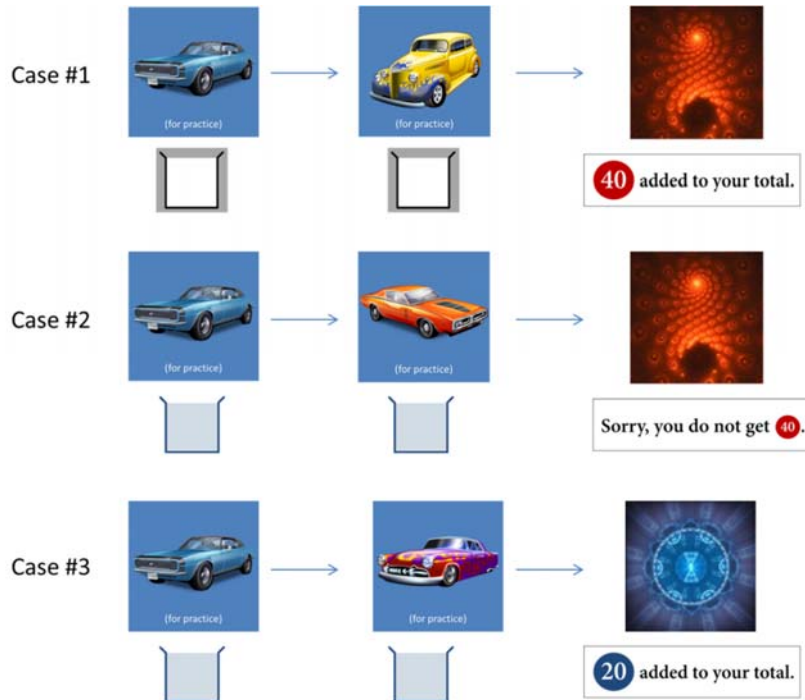 Case #1
(for practice)
(for practice)
40 added to your total.
Case #2
(for practice)
(for practice)
Sorry, you do not get 40.
Case #3
(for practice)
(for practice)
20 added to your total.